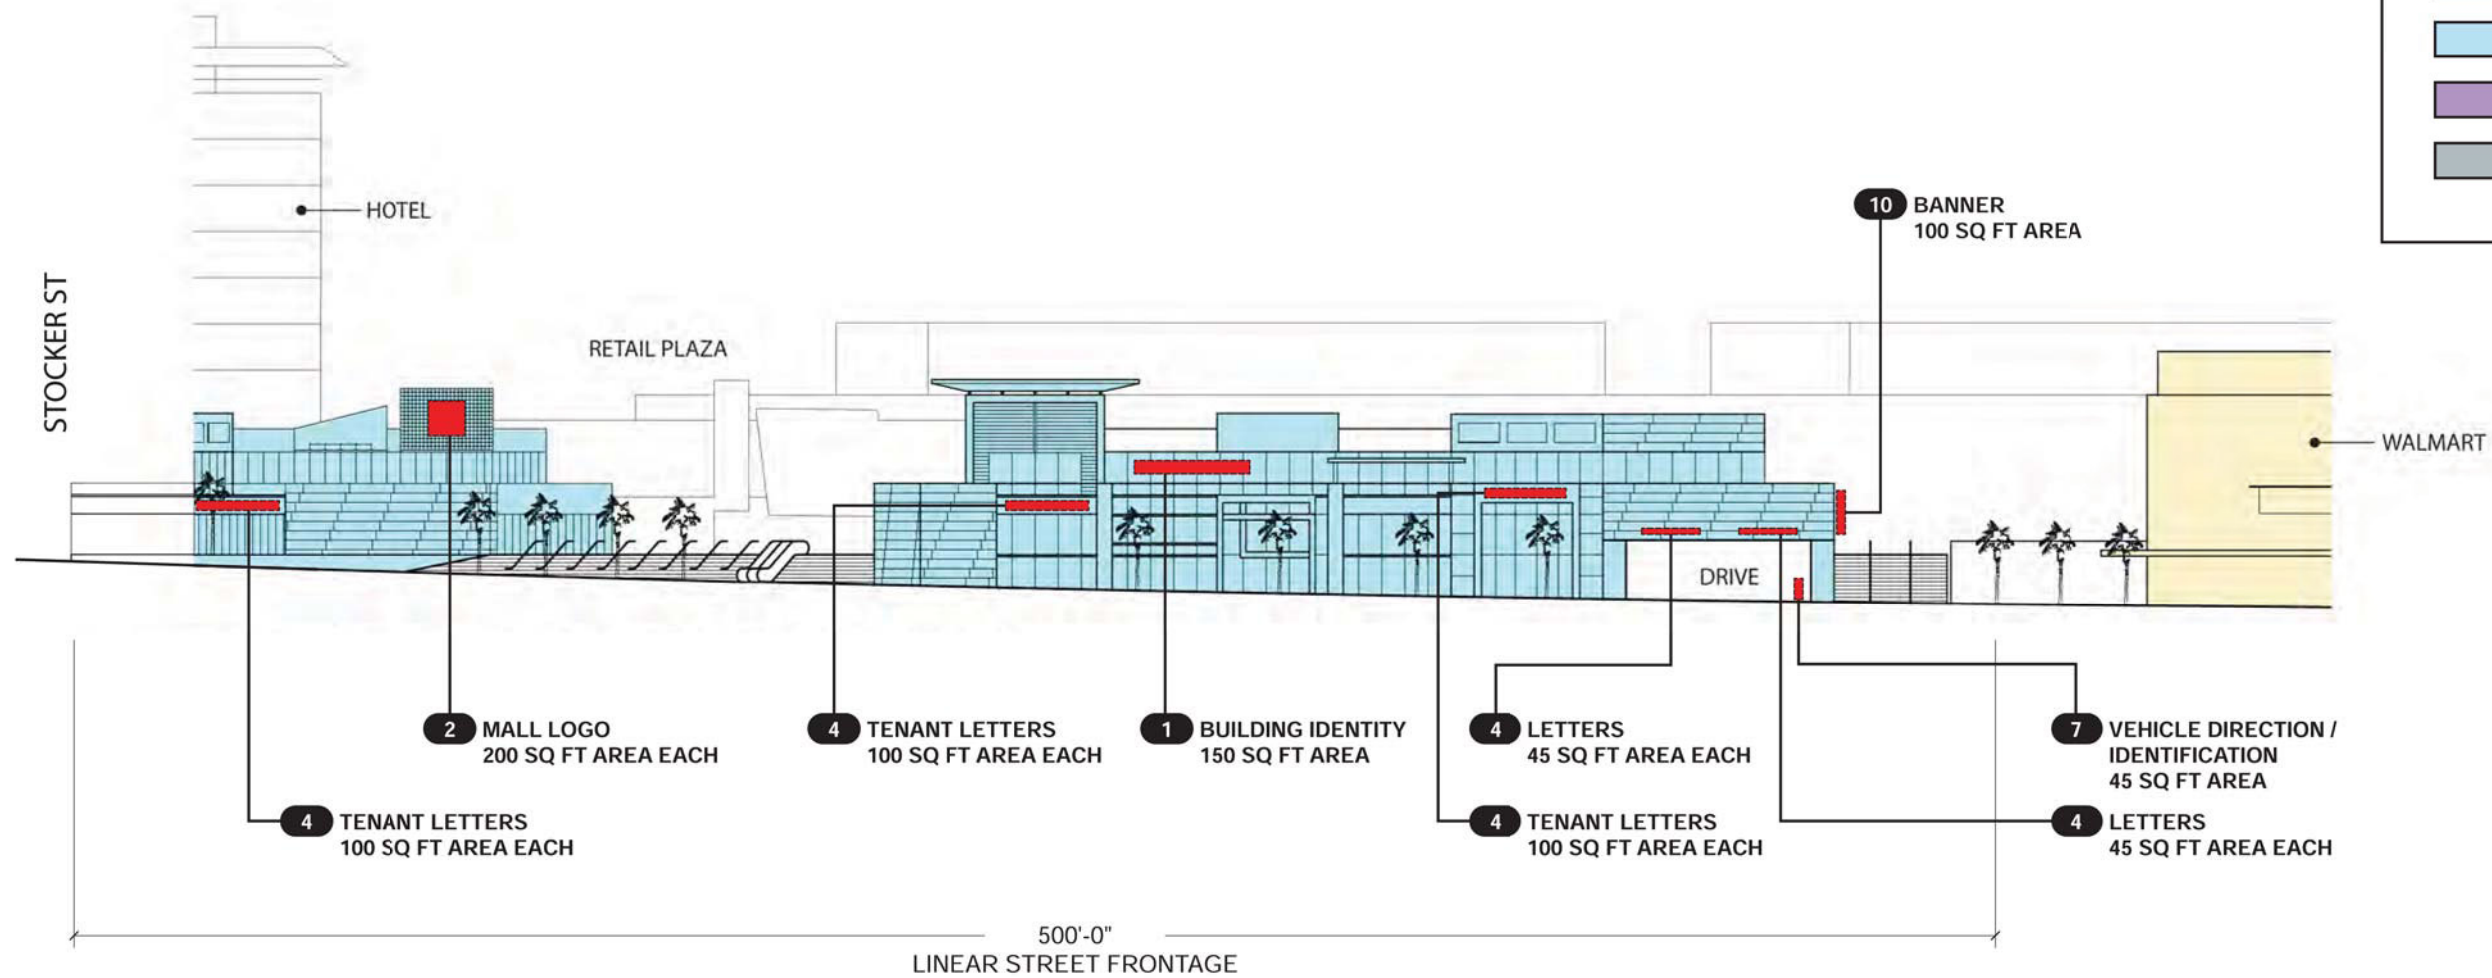 HOTEL
10 BANNER
100 SQ FT AREA
STOCKER ST
RETAIL PLAZA
WALMART
DRIVE
2 MALL LOGO
200 SQ FT AREA EACH
4 TENANT LETTERS
100 SQ FT AREA EACH
1 BUILDING IDENTITY
150 SQ FT AREA
4 LETTERS
45 SQ FT AREA EACH
7 VEHICLE DIRECTION /
IDENTIFICATION
45 SQ FT AREA
4 TENANT LETTERS
100 SQ FT AREA EACH
4 TENANT LETTERS
100 SQ FT AREA EACH
4 LETTERS
45 SQ FT AREA EACH
500'-0"
LINEAR STREET FRONTAGE